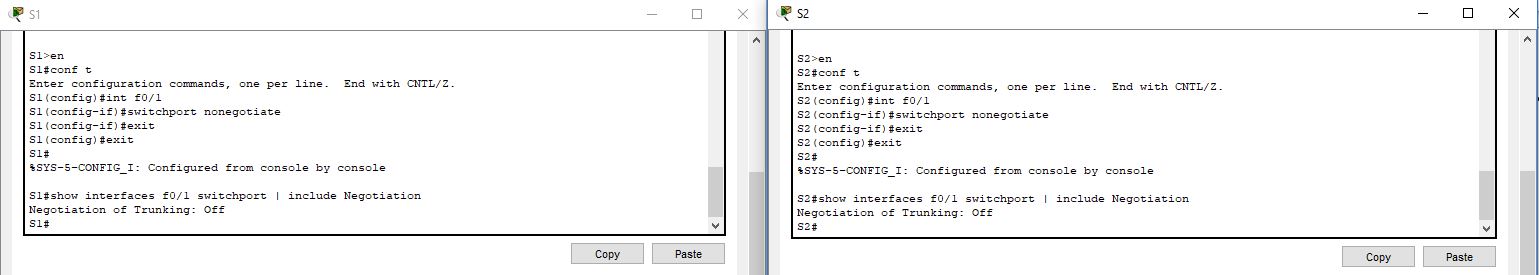 S1
S1>en
S1#conf t
Enter configuration commands, one per line.  End with CNTL/Z.
S1(config)#int f0/1
S1(config-if)#switchport nonegotiate
S1(config-if)#exit
S1(config)#exit
S1#
%SYS-5-CONFIG_I: Configured from console by console
S1#show interfaces f0/1 switchport | include Negotiation
Negotiation of Trunking: Off
S1#
Copy
Paste
S2
S2>en
S2#conf t
Enter configuration commands, one per line.  End with CNTL/Z.
S2(config)#int f0/1
S2(config-if)#switchport nonegotiate
S2(config-if)#exit
S2(config)#exit
S2#
%SYS-5-CONFIG_I: Configured from console by console
S2#show interfaces f0/1 switchport | include Negotiation
Negotiation of Trunking: Off
S2#
Copy
Paste